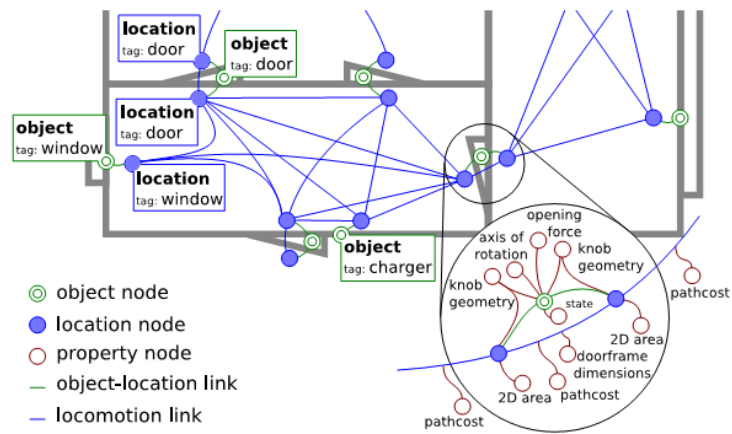 location
tag: door
object
tag: door
location
tag: door
object
tag: window
location
tag: window
object
tag: charger
object node
location node
property node
object-location link
locomotion link
opening
force
axis of
rotation
knob
geometry
knob
geometry
state
pathcost
2D area
doorframe
dimensions
pathcost
2D area
pathcost